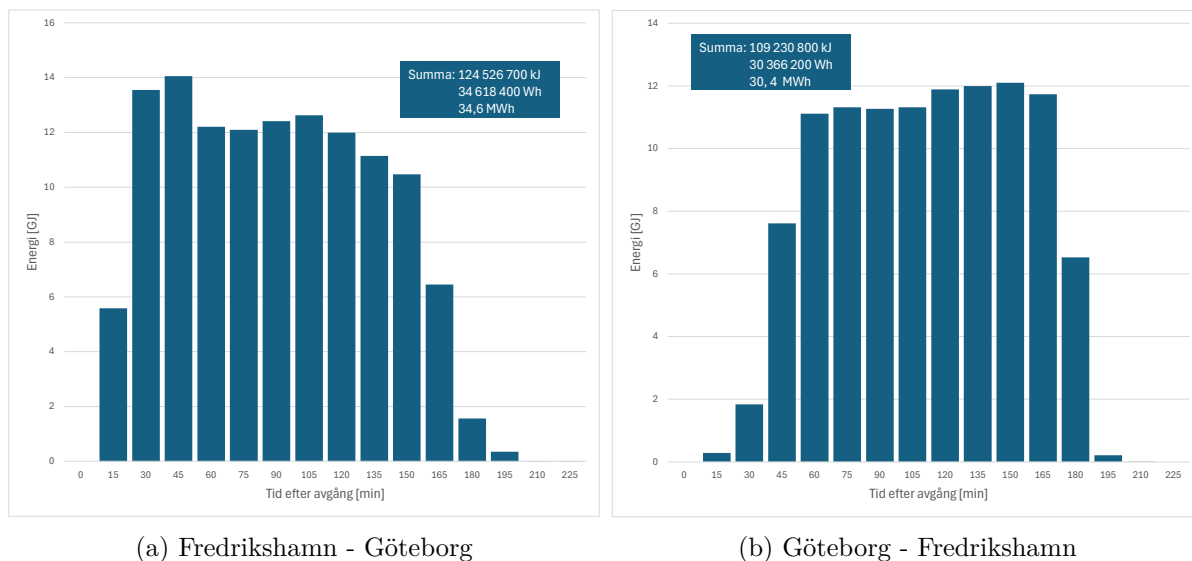 16
14
12
10
8
6
4
2
0
Energi [GJ]
Summa: 124 526 700 kJ
34 618 400 Wh
34,6 MWh
0 15 30 45 60 75 90 105 120 135 150 165 180 195 210 225
Tid efter avgång [min]
(a) Fredrikshamn - Göteborg
14
12
10
8
6
4
2
0
Energi [GJ]
Summa: 109 230 800 kJ
30 366 200 Wh
30, 4 MWh
0 15 30 45 60 75 90 105 120 135 150 165 180 195 210 225
Tid efter avgång [min]
(b) Göteborg - Fredrikshamn